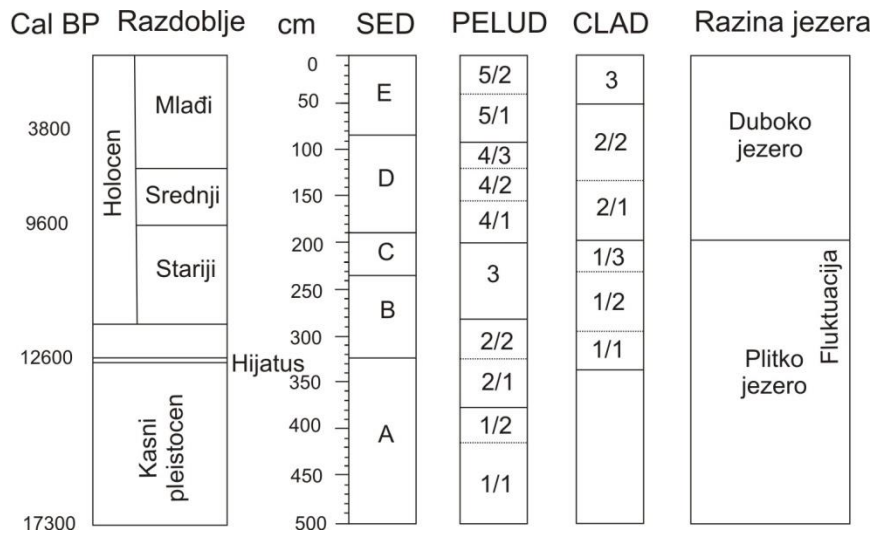 Cal BP Razdoblje cm SED PELUD CLAD Razina jezera
3800
9600
12600
17300
Holocen
Mlađi
Srednji
Stariji
Hijatus
Kasni
pleistocen
0
50
100
150
200
250
300
350
400
450
500
E
D
C
B
A
5/2
5/1
4/3
4/2
4/1
3
2/2
2/1
1/2
1/1
3
2/2
2/1
1/3
1/2
1/1
Duboko
jezero
Fluktuacija
Plitko
jezero